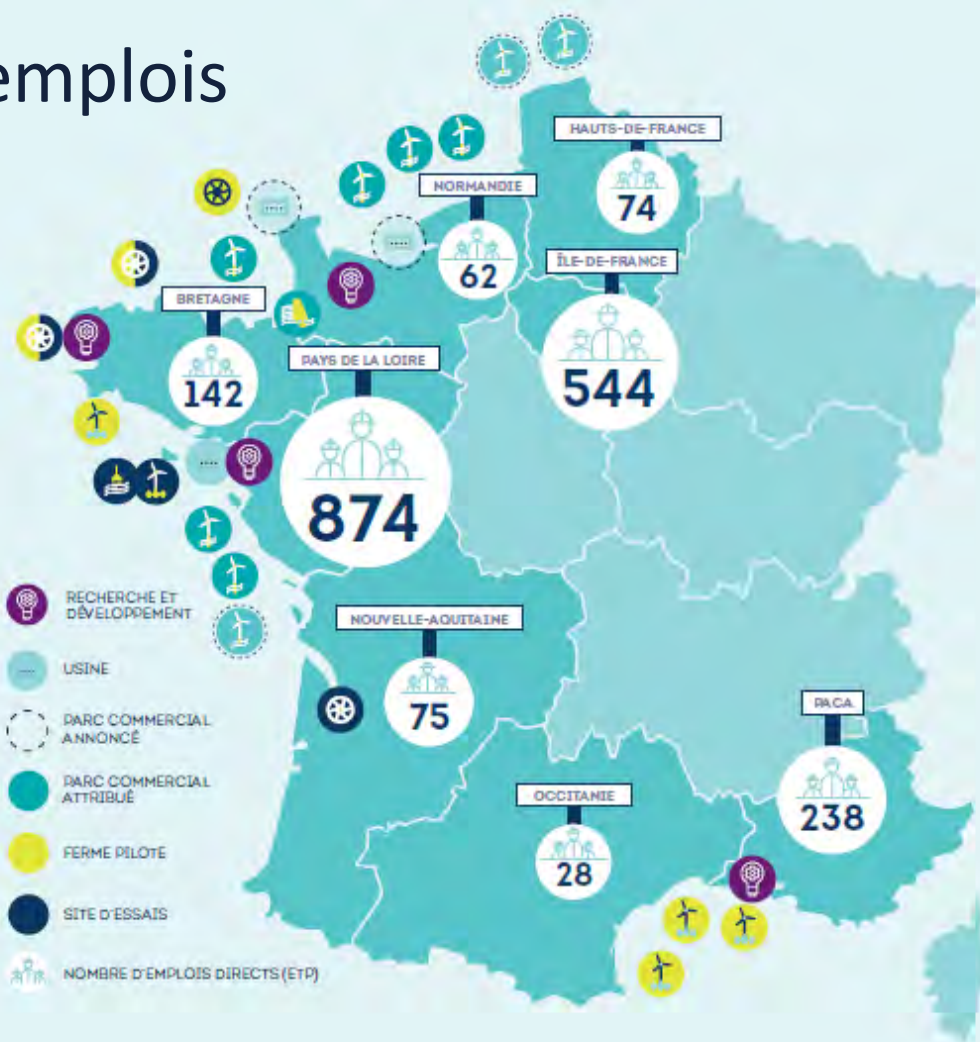 emplois
HAUTS-DE-FRANCE
74
NORMANDIE
62
ÎLE-DE-FRANCE
544
BRETAGNE
142
PAYS DE LA LOIRE
874
NOUVELLE-AQUITAINE
75
PACA
238
OCCITANIE
28
RECHERCHE ET
DÉVELOPPEMENT
USINE
PARC COMMERCIAL
ANNONCÉ
PARC COMMERCIAL
ATTRIBUÉ
FERME PILOTE
SITE D'ESSAIS
NOMBRE D'EMPLOIS DIRECTS (ETP)